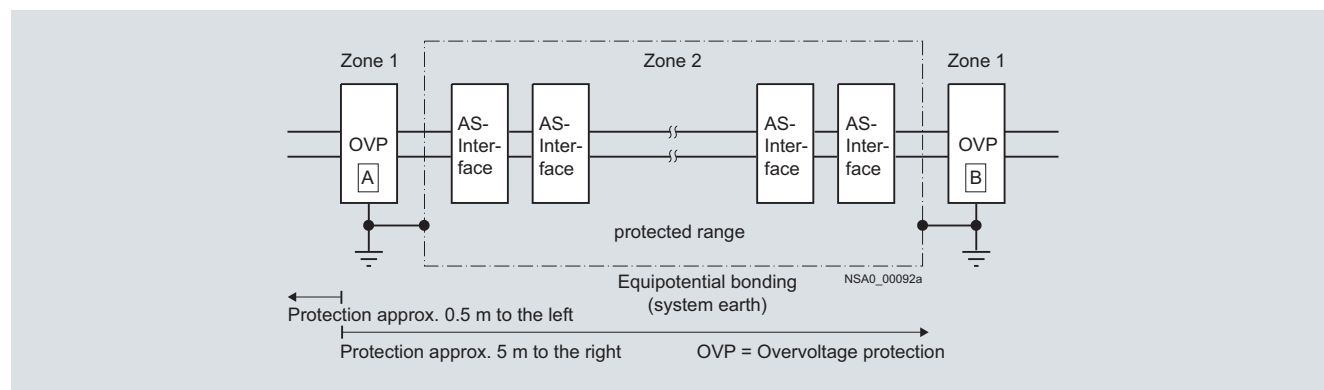 Zone 1
Zone 2
Zone 1
OVP
A
AS-
Inter-
face
AS-
Inter-
face
AS-
Inter-
face
AS-
Inter-
face
OVP
B
protected range
Equipotential bonding
(system earth)
NSA0_00092a
Protection approx. 0.5 m to the left
Protection approx. 5 m to the right
OVP = Overvoltage protection